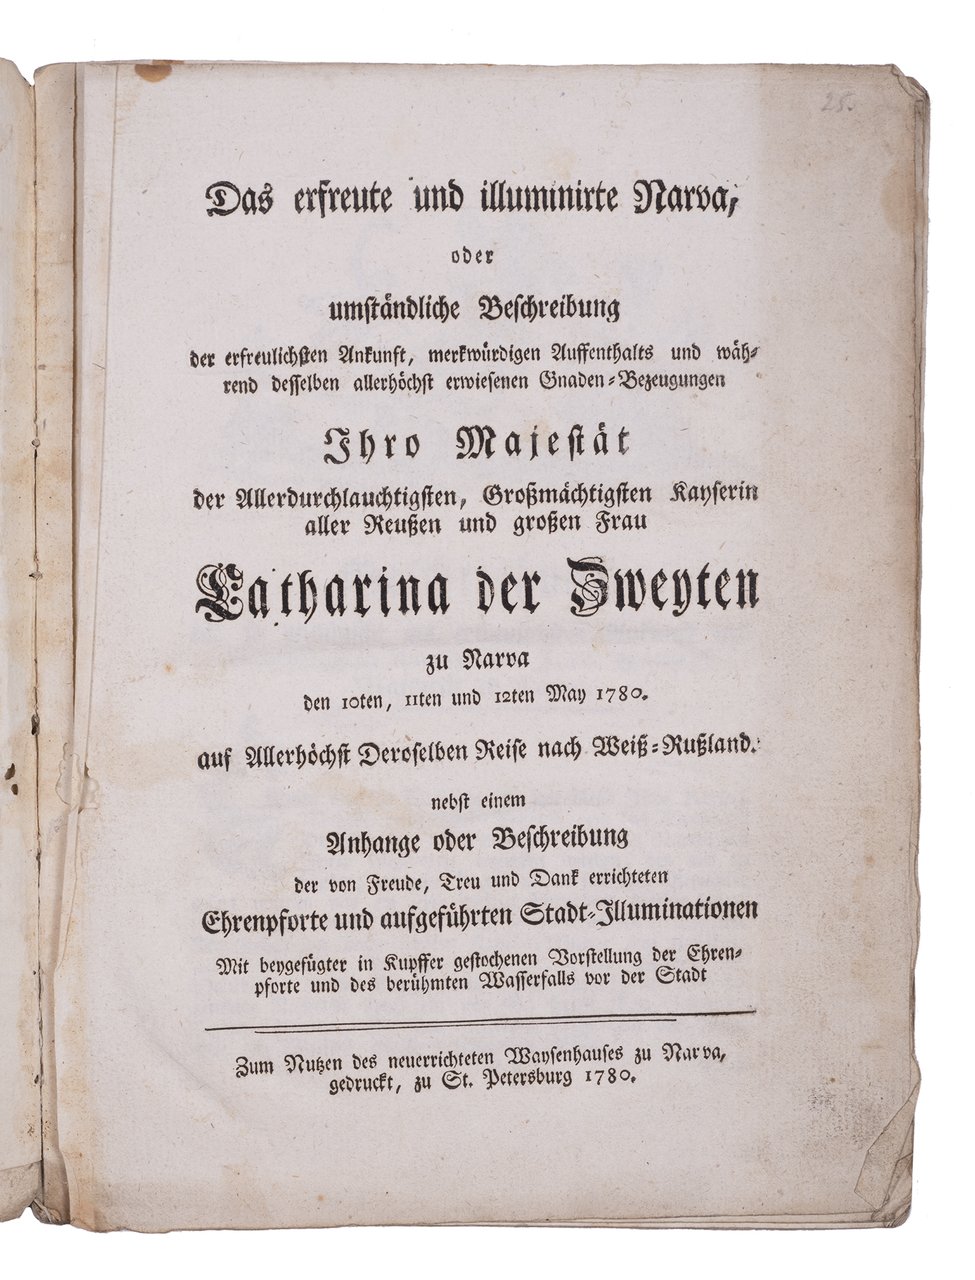 25.
Das erfreute und illuminirte Narva,
oder
umständliche Beschreibung
der erfreulichsten Ankunft, merkwürdigen Auffenthalts und wäh-
rend desselben allerhöchst erwiesenen Gnaden-Bezeugungen
Ihro Majestät
der Allerdurchlauchtigsten, Großmächtigsten Kayserin
aller Reußen und großen Frau
Catharina der Zweyten
zu Narva
den 10ten, 11ten und 12ten May 1780.
auf Allerhöchst Deroselben Reise nach Weiß-Rußland.
nebst einem
Anhange oder Beschreibung
der von Freude, Treu und Dank errichteten
Ehrenpforte und aufgeführten Stadt-Illuminationen
Mit beygefügter in Kupffer gestochenen Vorstellung der Ehren-
pforte und des berühmten Wasserfalls vor der Stadt
Zum Nutzen des neuerrichteten Waysenhauses zu Narva,
gedruckt, zu St. Petersburg 1780.